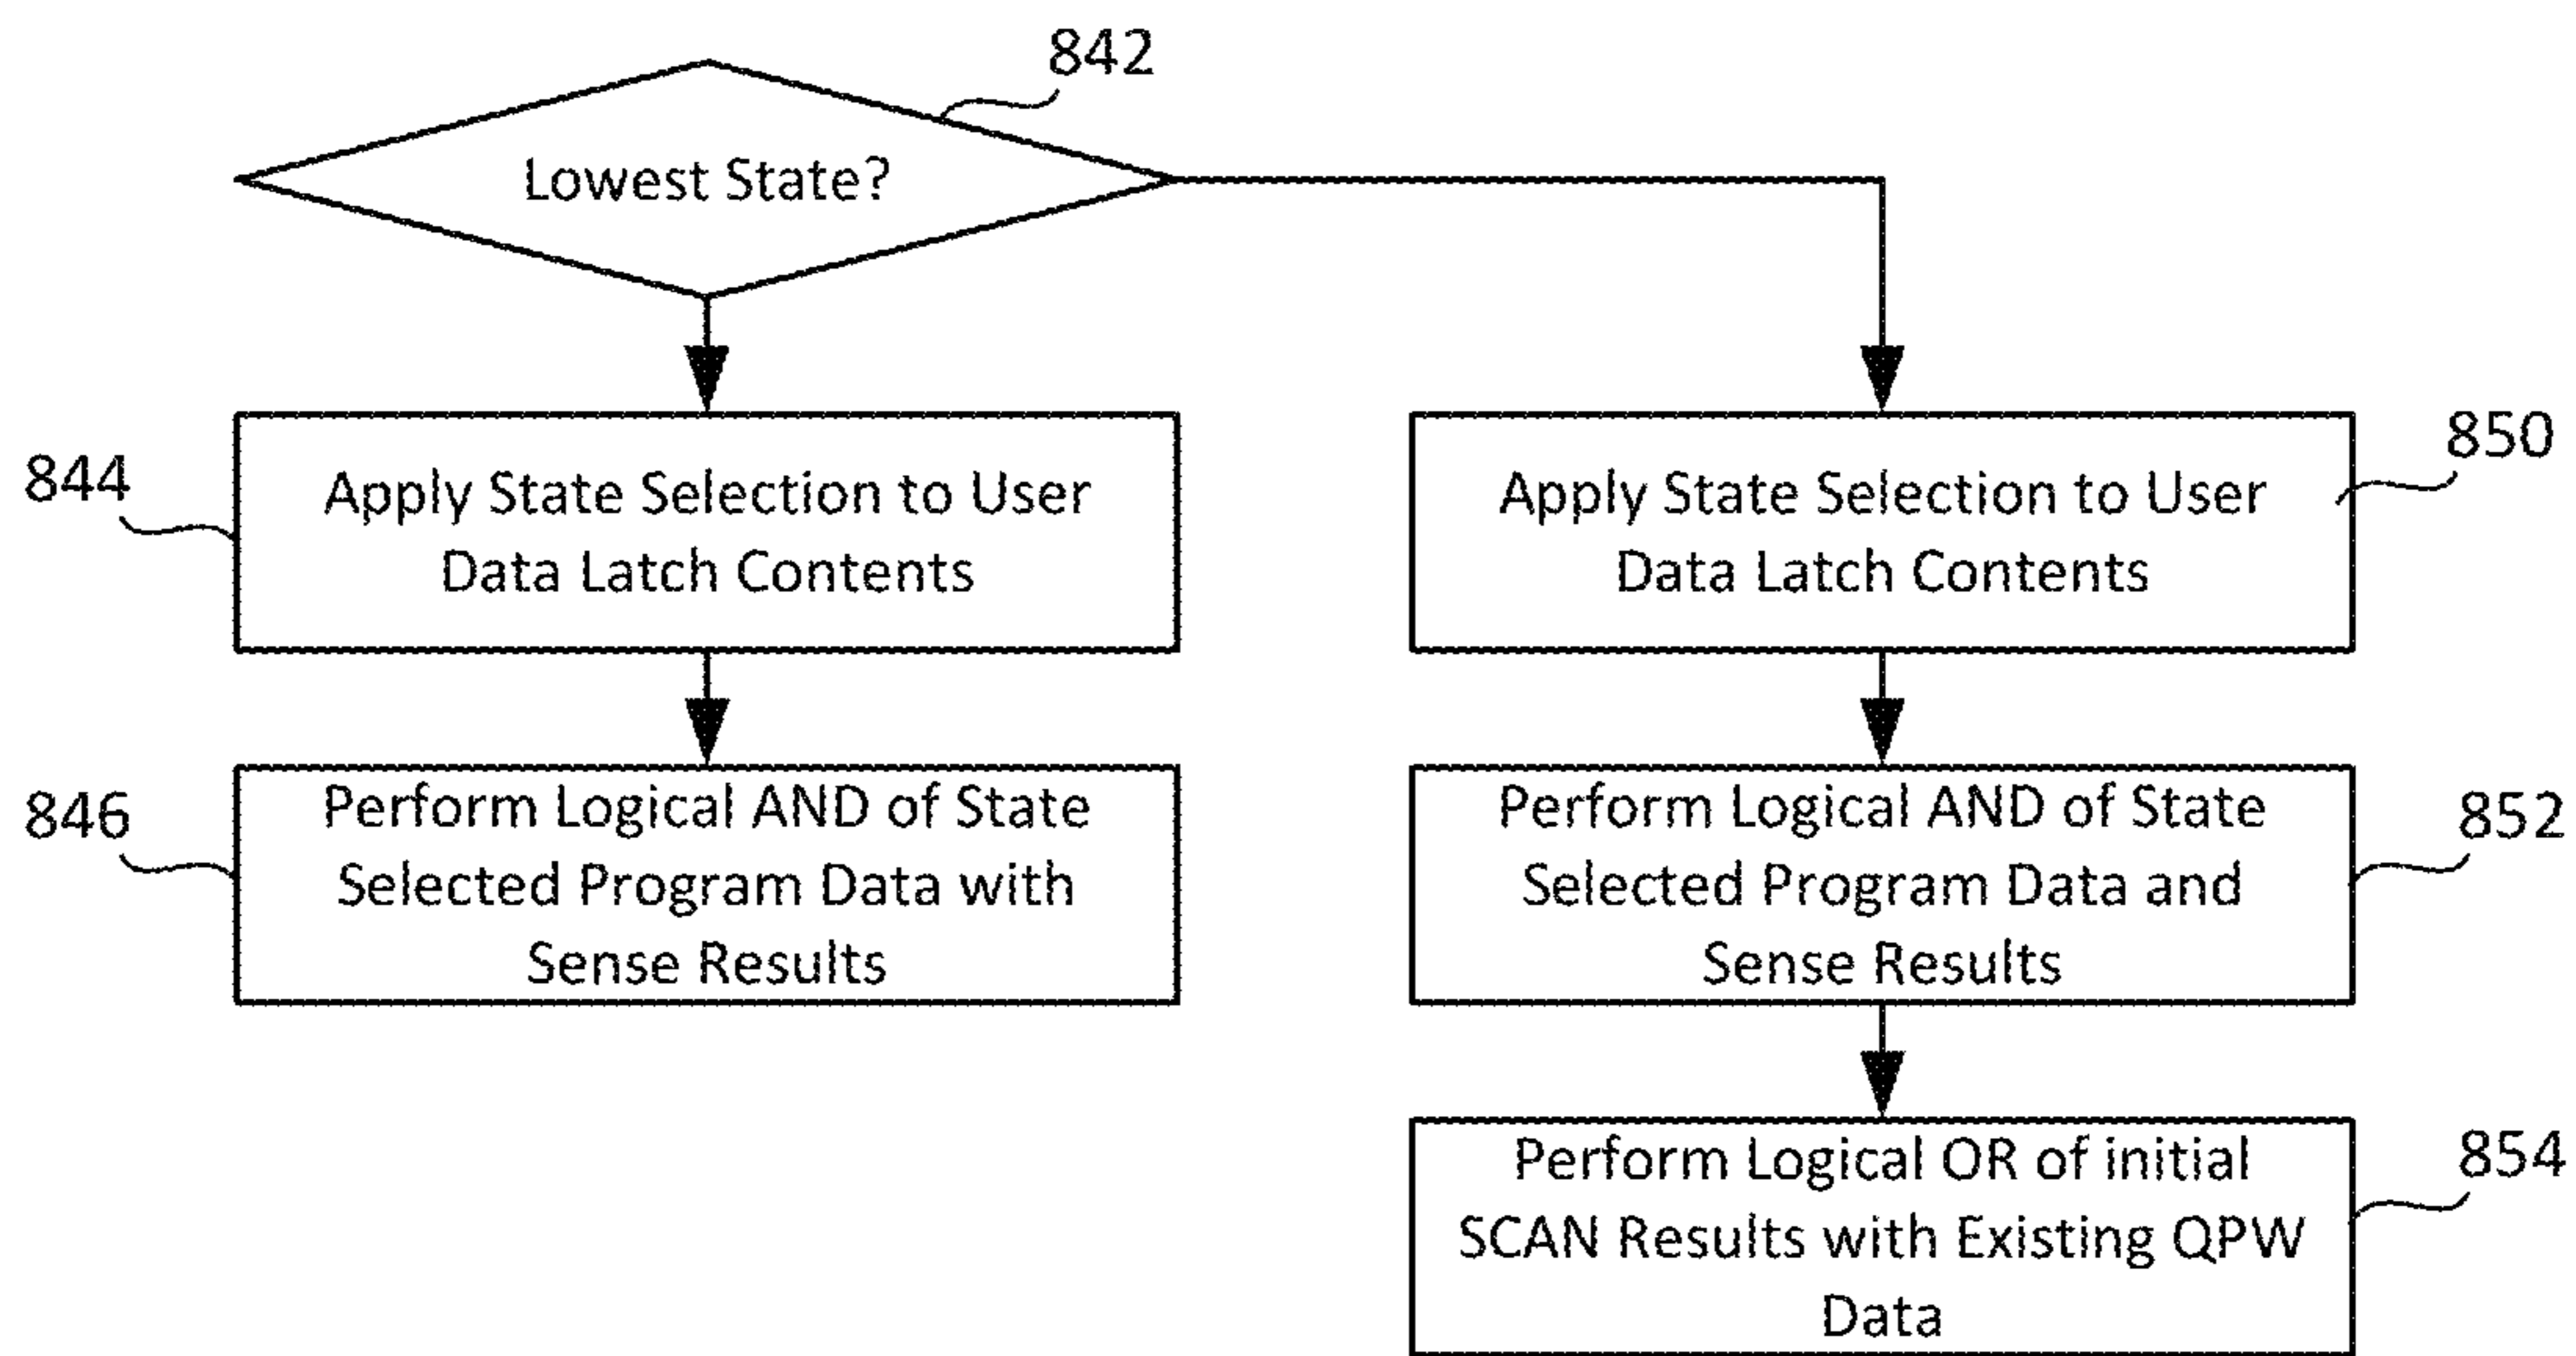 842
Lowest State?
844
Apply State Selection to User
Data Latch Contents
850
Apply State Selection to User
Data Latch Contents
846
Perform Logical AND of State
Selected Program Data with
Sense Results
852
Perform Logical AND of State
Selected Program Data and
Sense Results
854
Perform Logical OR of initial
SCAN Results with Existing QPW
Data